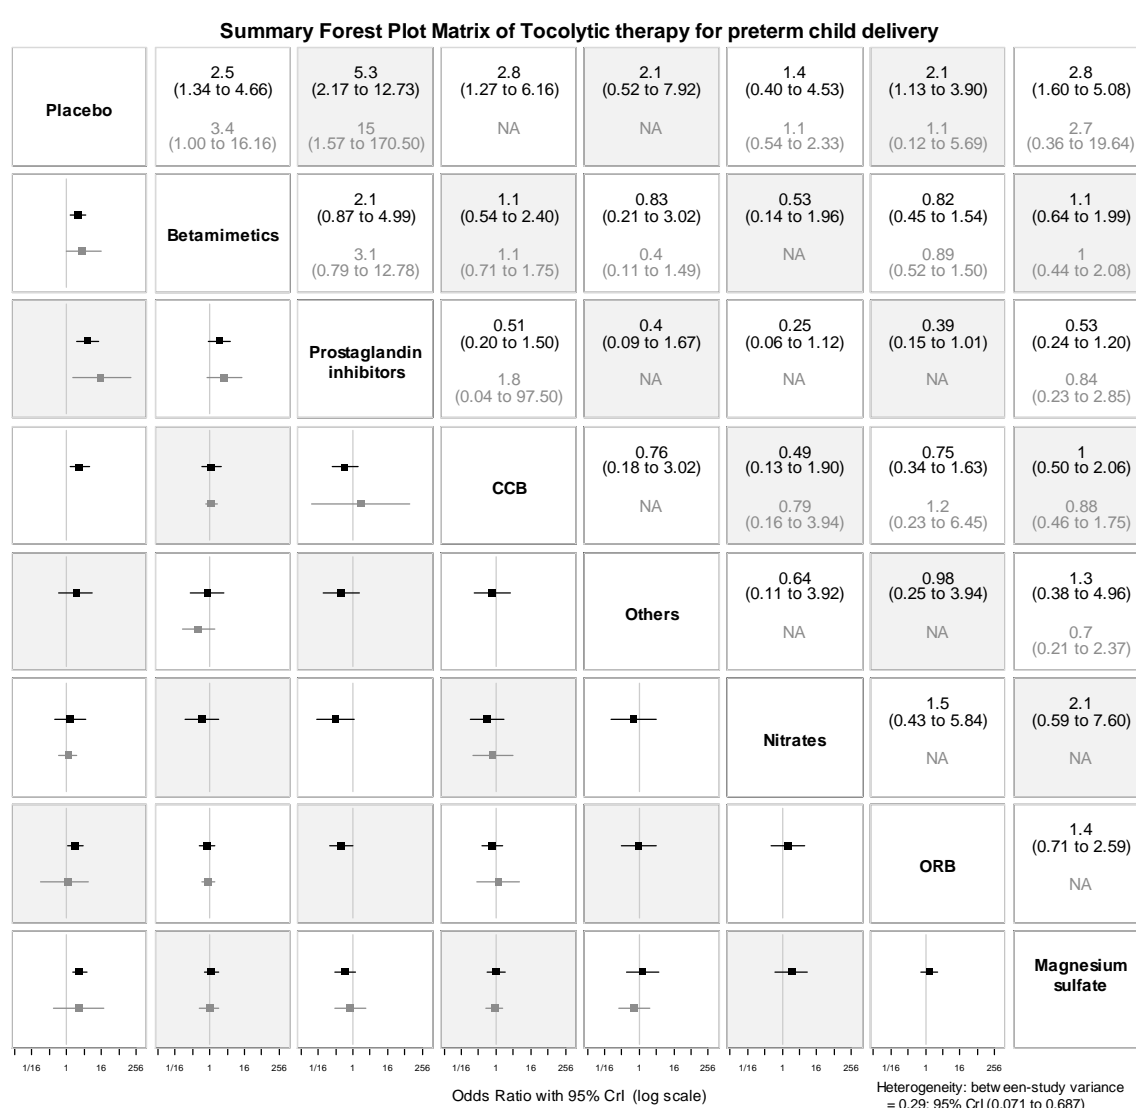 Summary Forest Plot Matrix of Tocolytic therapy for preterm child delivery
Placebo
2.5
(1.34 to 4.66)
3.4
(1.00 to 16.16)
5.3
(2.17 to 12.73)
15
(1.57 to 170.50)
2.8
(1.27 to 6.16)
NA
2.1
(0.52 to 7.92)
NA
1.4
(0.40 to 4.53)
1.1
(0.54 to 2.33)
2.1
(1.13 to 3.90)
1.1
(0.12 to 5.69)
2.8
(1.60 to 5.08)
2.7
(0.36 to 19.64)
Betamimetics
2.1
(0.87 to 4.99)
3.1
(0.79 to 12.78)
1.1
(0.54 to 2.40)
1.1
(0.71 to 1.75)
0.83
(0.21 to 3.02)
0.4
(0.11 to 1.49)
0.53
(0.14 to 1.96)
NA
0.82
(0.45 to 1.54)
0.89
(0.52 to 1.50)
1.1
(0.64 to 1.99)
1
(0.44 to 2.08)
Prostaglandin
inhibitors
0.51
(0.20 to 1.50)
1.8
(0.04 to 97.50)
0.4
(0.09 to 1.67)
NA
0.25
(0.06 to 1.12)
NA
0.39
(0.15 to 1.01)
NA
0.53
(0.24 to 1.20)
0.84
(0.23 to 2.85)
CCB
0.76
(0.18 to 3.02)
NA
0.49
(0.13 to 1.90)
0.79
(0.16 to 3.94)
0.75
(0.34 to 1.63)
1.2
(0.23 to 6.45)
1
(0.50 to 2.06)
0.88
(0.46 to 1.75)
Others
0.64
(0.11 to 3.92)
NA
0.98
(0.25 to 3.94)
NA
1.3
(0.38 to 4.96)
0.7
(0.21 to 2.37)
Nitrates
1.5
(0.43 to 5.84)
NA
2.1
(0.59 to 7.60)
NA
ORB
1.4
(0.71 to 2.59)
NA
Magnesium
sulfate
1/16 1 16 256
1/16 1 16 256
1/16 1 16 256
1/16 1 16 256
1/16 1 16 256
1/16 1 16 256
1/16 1 16 256
Odds Ratio with 95% CrI (log scale)
Heterogeneity: between-study variance
= 0.29; 95% CrI (0.071 to 0.687)